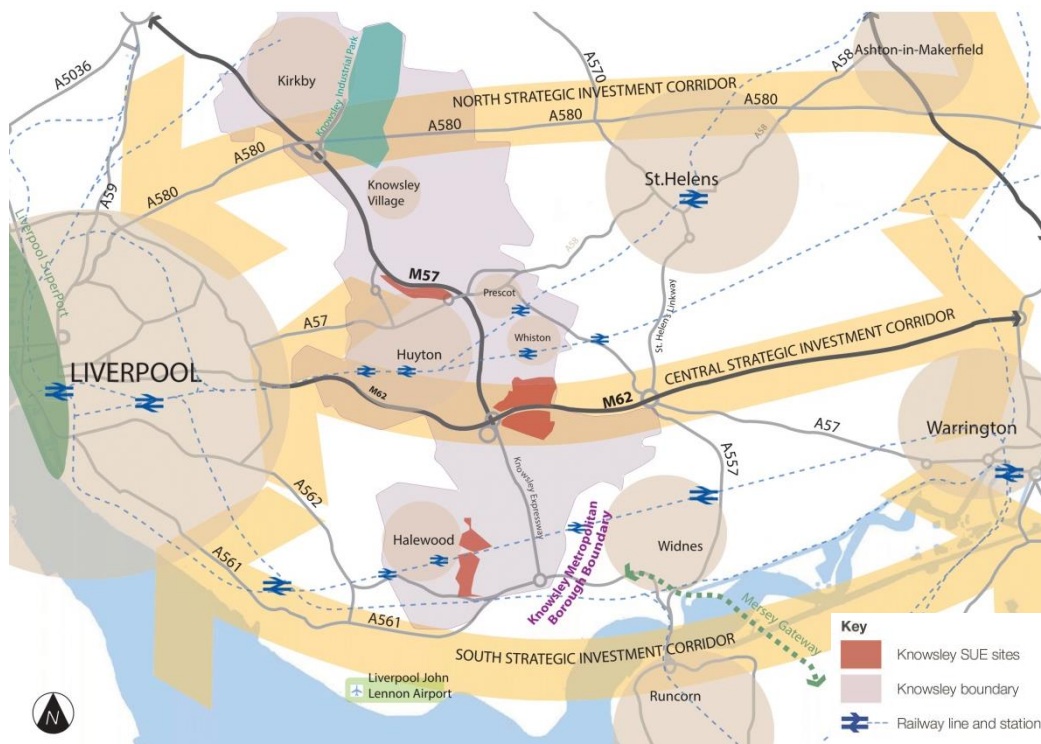 A5036
Kirkby
Knowsley Industrial Park
A570
A58
Ashton-in-Makerfield
NORTH STRATEGIC INVESTMENT CORRIDOR
A580
A580
A580
A580
A580
A58
A59
Knowsley
Village
St.Helens
Liverpool SuperPort
A58
M57
Prescot
St. Helen's Linkway
A57
Whiston
Huyton
CENTRAL STRATEGIC INVESTMENT CORRIDOR
LIVERPOOL
M62
M62
A57
Warrington
A562
Knowsley Expressway
A557
Halewood
Knowsley Metropolitan
Borough Boundary
Widnes
A561
A561
Mersey Gateway
SOUTH STRATEGIC INVESTMENT CORRIDOR
Liverpool John
Lennon Airport
Runcorn
N
Key
Knowsley SUE sites
Knowsley boundary
Railway line and station